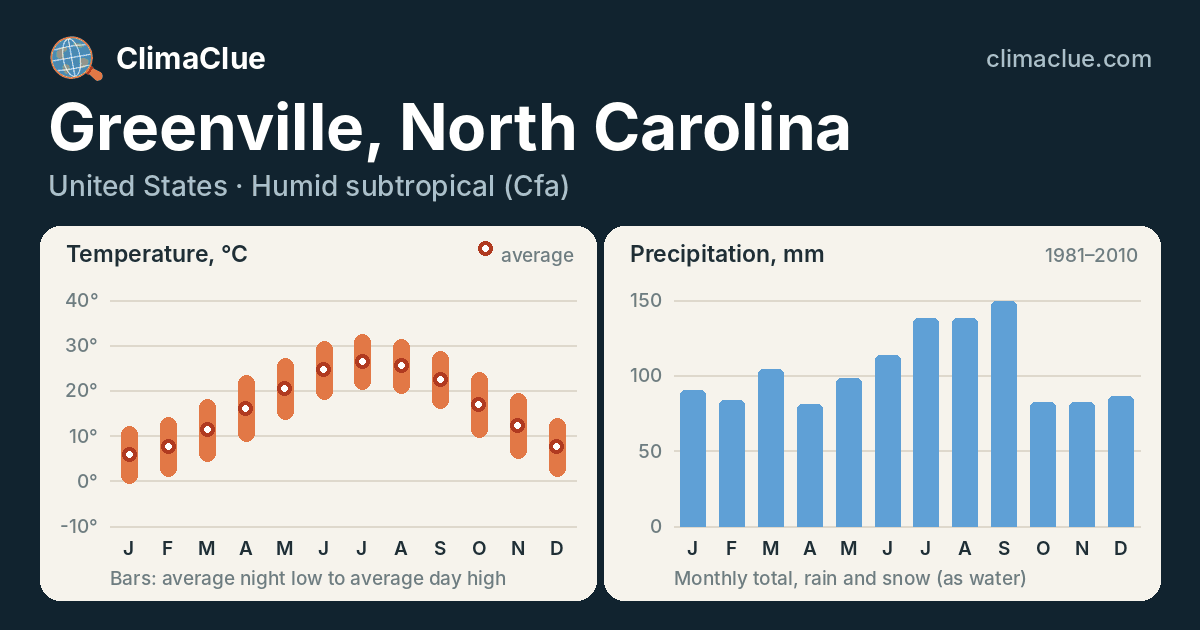 ClimaClue
climaclue.com
Greenville, North Carolina
United States · Humid subtropical (Cfa)
Temperature, °C
average
40°
30°
20°
10°
0°
-10°
J F M A M J J A S O N D
Bars: average night low to average day high
Precipitation, mm
1981–2010
150
100
50
0
J F M A M J J A S O N D
Monthly total, rain and snow (as water)